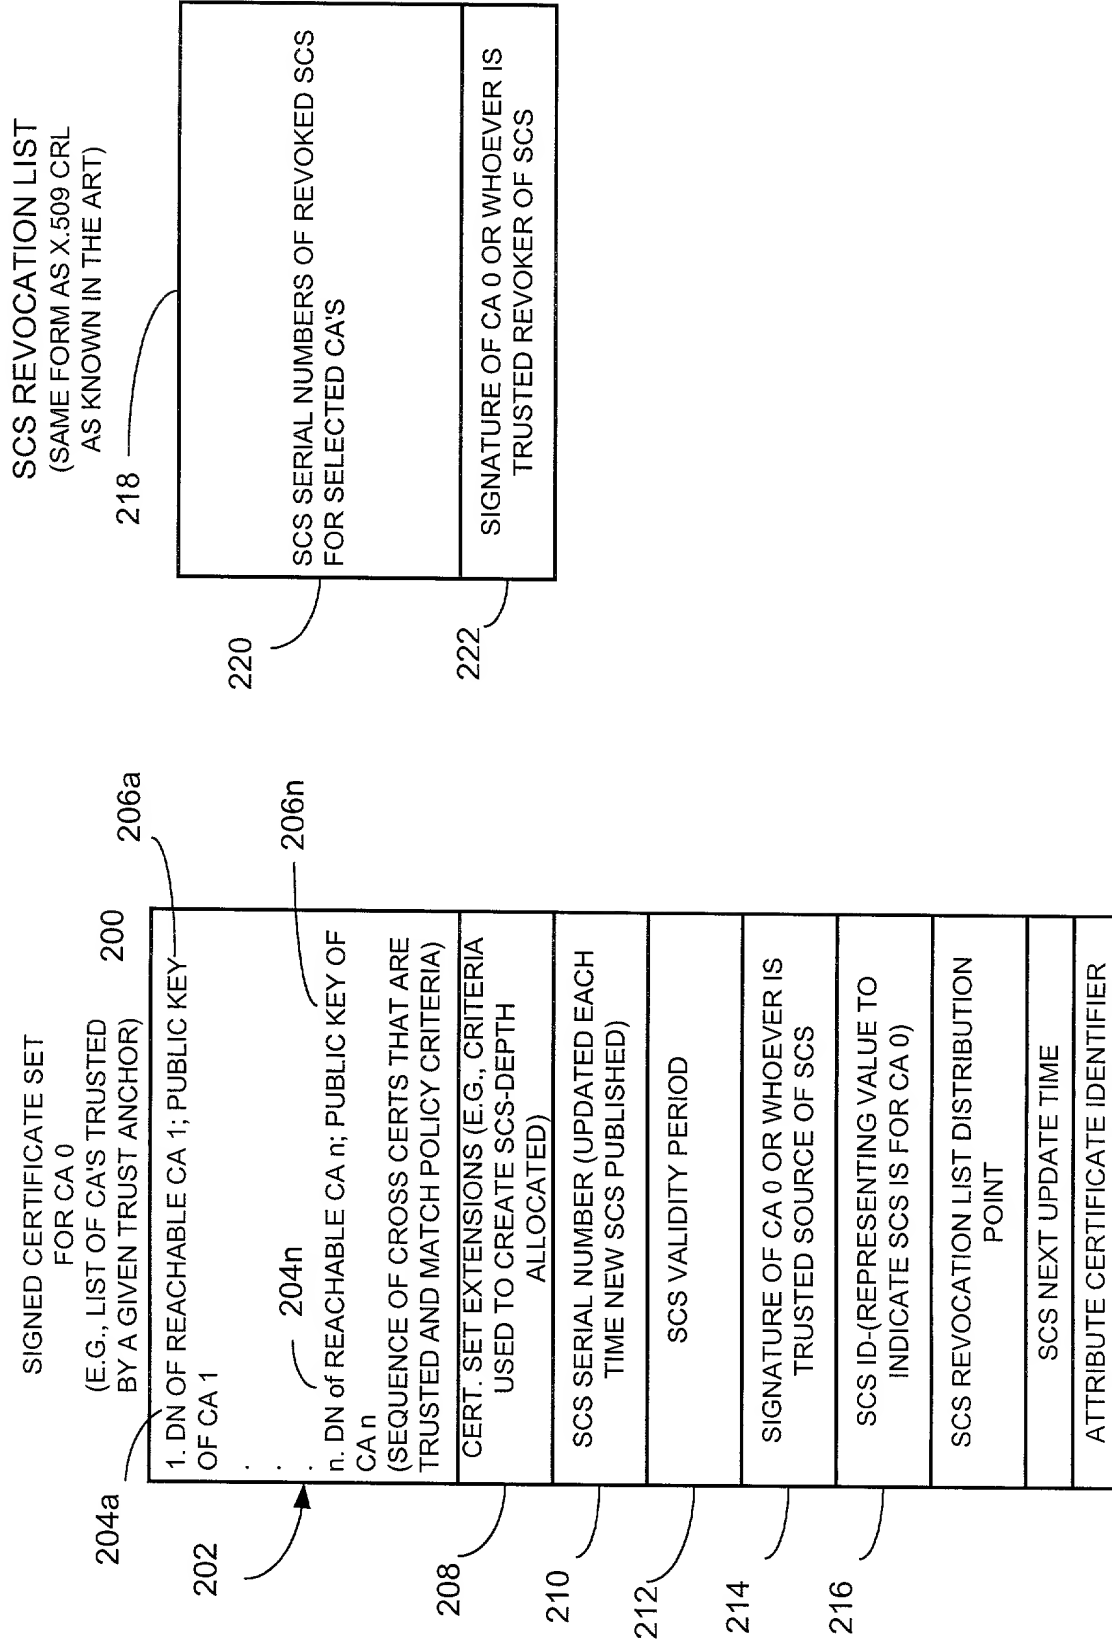 SIGNED CERTIFICATE SET
FOR CA 0
(E.G., LIST OF CA'S TRUSTED
BY A GIVEN TRUST ANCHOR)
200
204a
206a
1. DN OF REACHABLE CA 1; PUBLIC KEY
OF CA 1
.
.
.
202
204n
206n
n. DN of REACHABLE CA n; PUBLIC KEY OF
CA n
(SEQUENCE OF CROSS CERTS THAT ARE
TRUSTED AND MATCH POLICY CRITERIA)
208
CERT. SET EXTENSIONS (E.G., CRITERIA
USED TO CREATE SCS-DEPTH
ALLOCATED)
210
SCS SERIAL NUMBER (UPDATED EACH
TIME NEW SCS PUBLISHED)
212
SCS VALIDITY PERIOD
214
SIGNATURE OF CA 0 OR WHOEVER IS
TRUSTED SOURCE OF SCS
216
SCS ID-(REPRESENTING VALUE TO
INDICATE SCS IS FOR CA 0)
SCS REVOCATION LIST DISTRIBUTION
POINT
SCS NEXT UPDATE TIME
ATTRIBUTE CERTIFICATE IDENTIFIER
SCS REVOCATION LIST
(SAME FORM AS X.509 CRL
AS KNOWN IN THE ART)
218
220
SCS SERIAL NUMBERS OF REVOKED SCS
FOR SELECTED CA'S
222
SIGNATURE OF CA 0 OR WHOEVER IS
TRUSTED REVOKER OF SCS